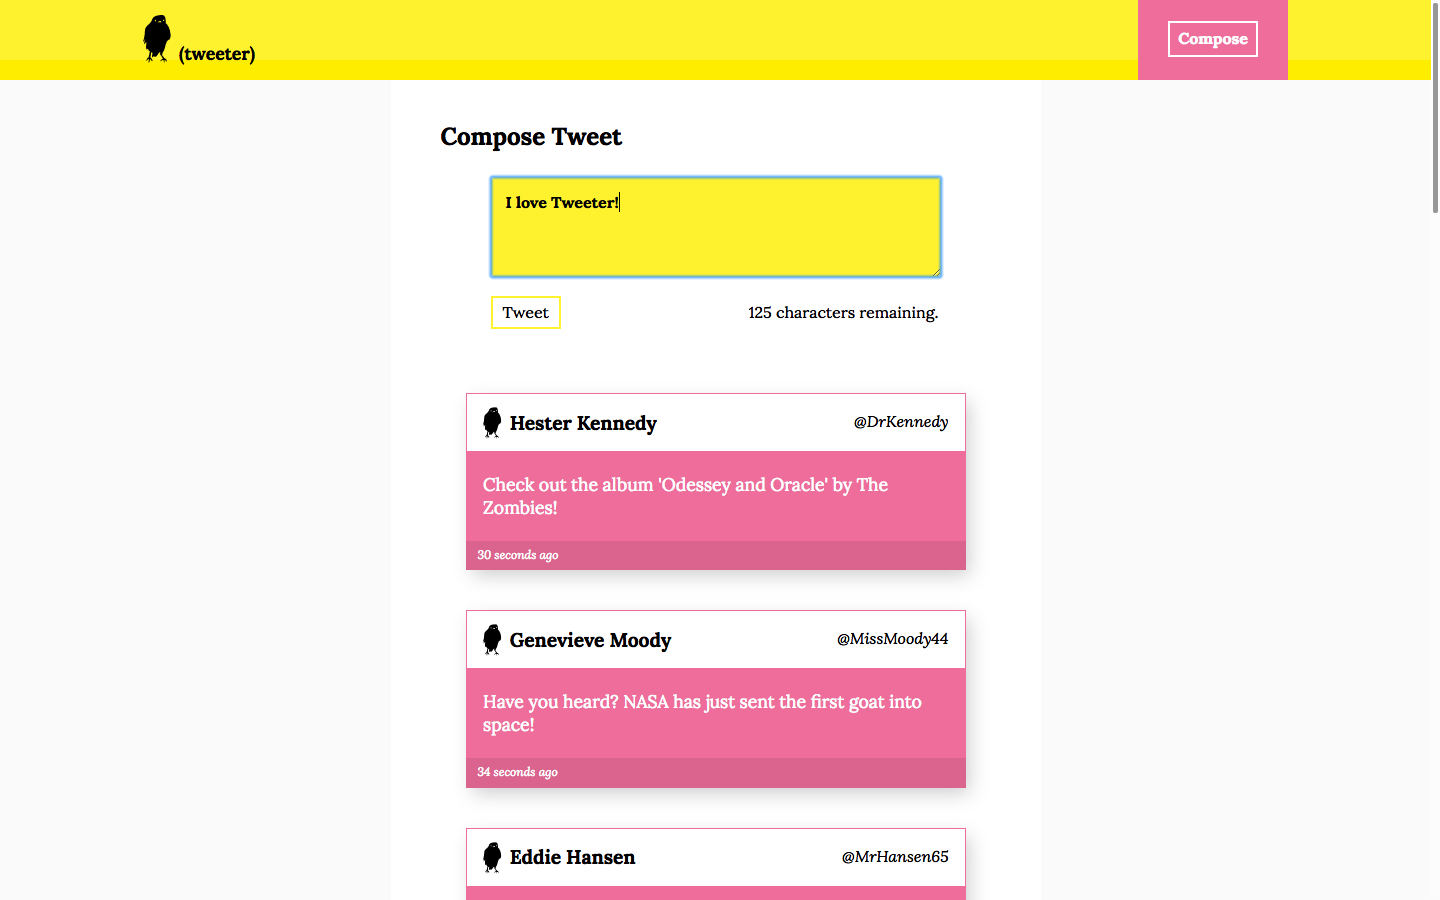 (tweeter)
Compose
Compose Tweet
I love Tweeter!
Tweet
125 characters remaining.
Hester Kennedy
@DrKennedy
Check out the album 'Odessey and Oracle' by The
Zombies!
30 seconds ago
Genevieve Moody
@MissMoody44
Have you heard? NASA has just sent the first goat into
space!
34 seconds ago
Eddie Hansen
@MrHansen65